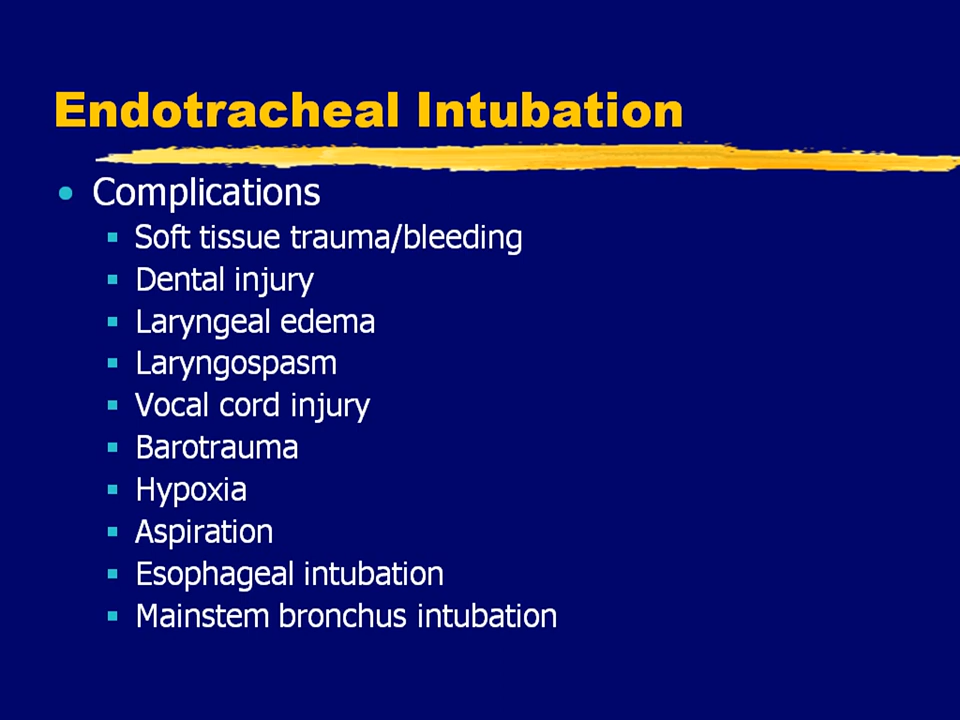 Endotracheal Intubation
• Complications
▪ Soft tissue trauma/bleeding
▪ Dental injury
▪ Laryngeal edema
▪ Laryngospasm
▪ Vocal cord injury
▪ Barotrauma
▪ Hypoxia
▪ Aspiration
▪ Esophageal intubation
▪ Mainstem bronchus intubation